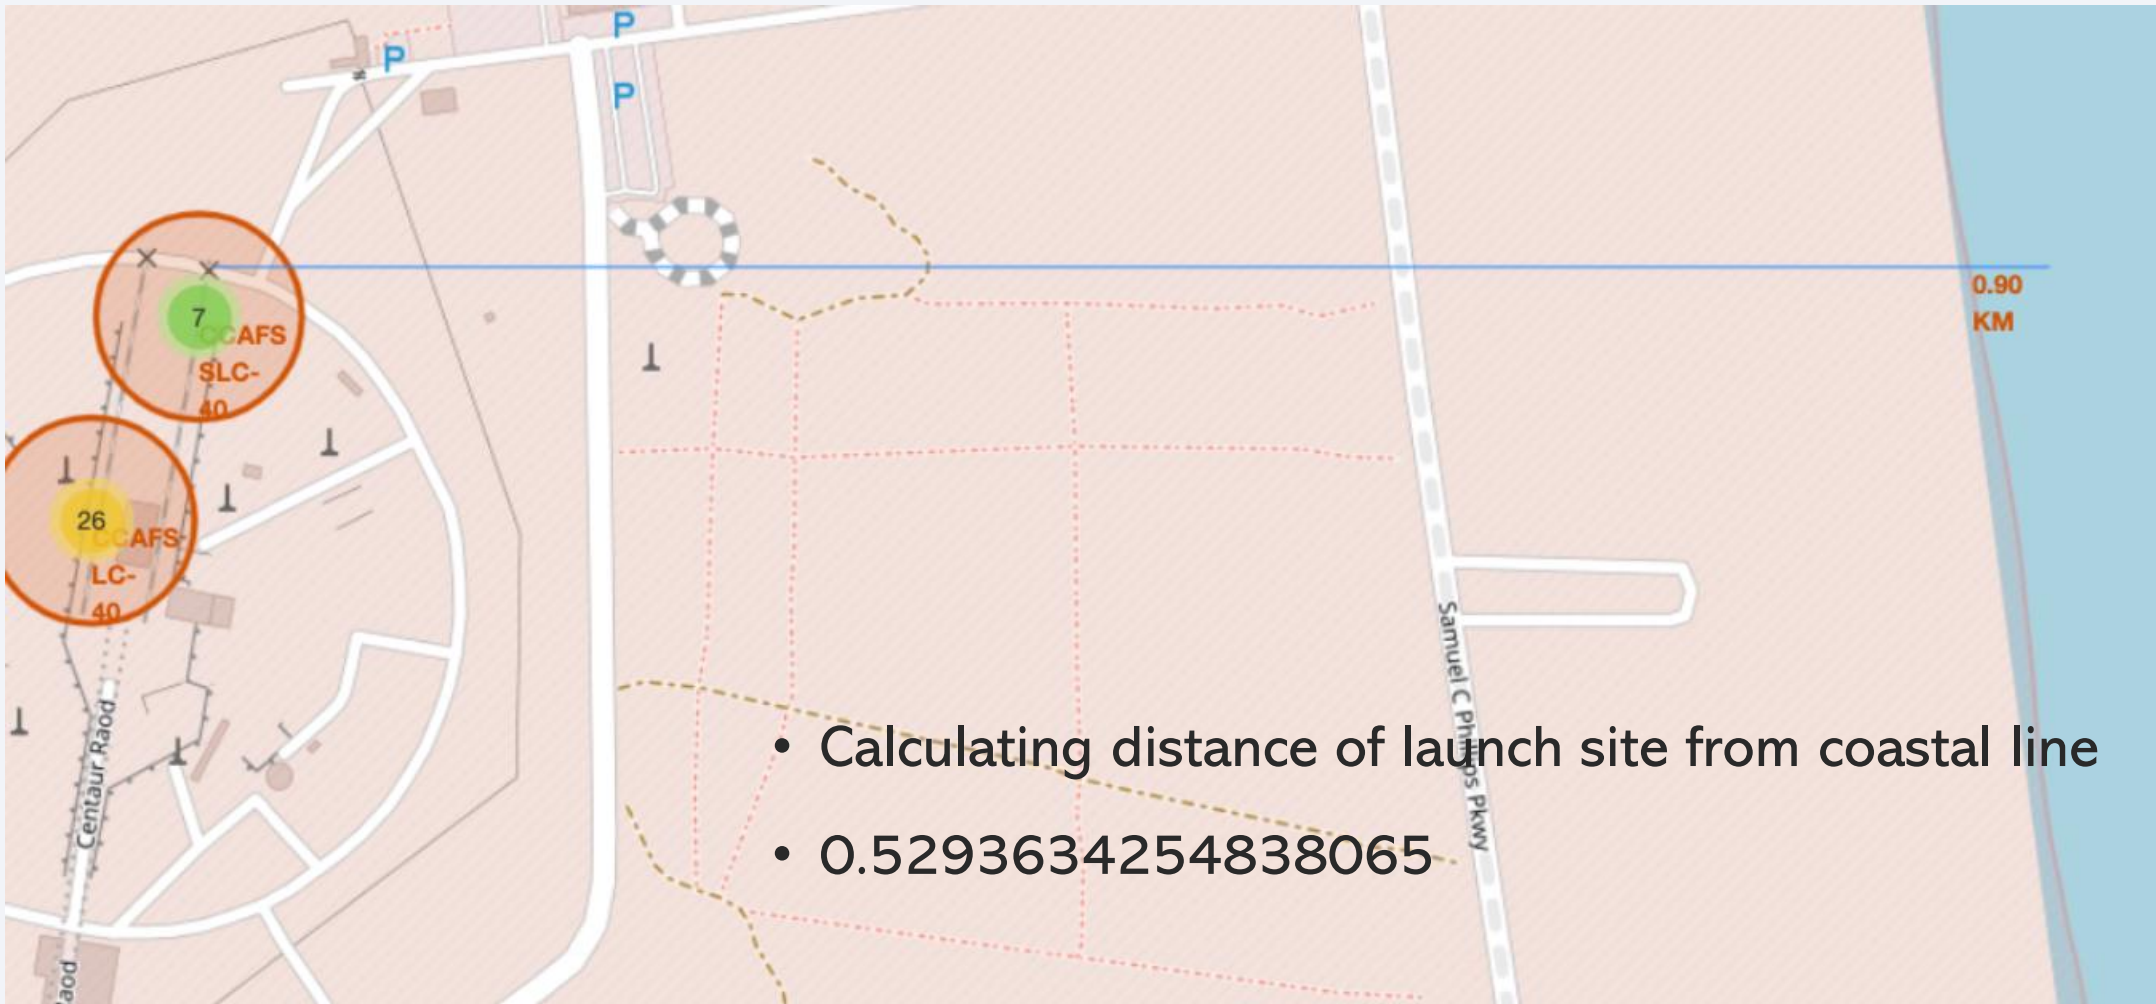 P
P
P
0.90
KM
7
CCAFS
SLC-
40
26
CCAFS
LC-
40
Samuel C Phillips Pkwy
Centaur Raod
• Calculating distance of launch site from coastal line
• 0.5293634254838065
aod